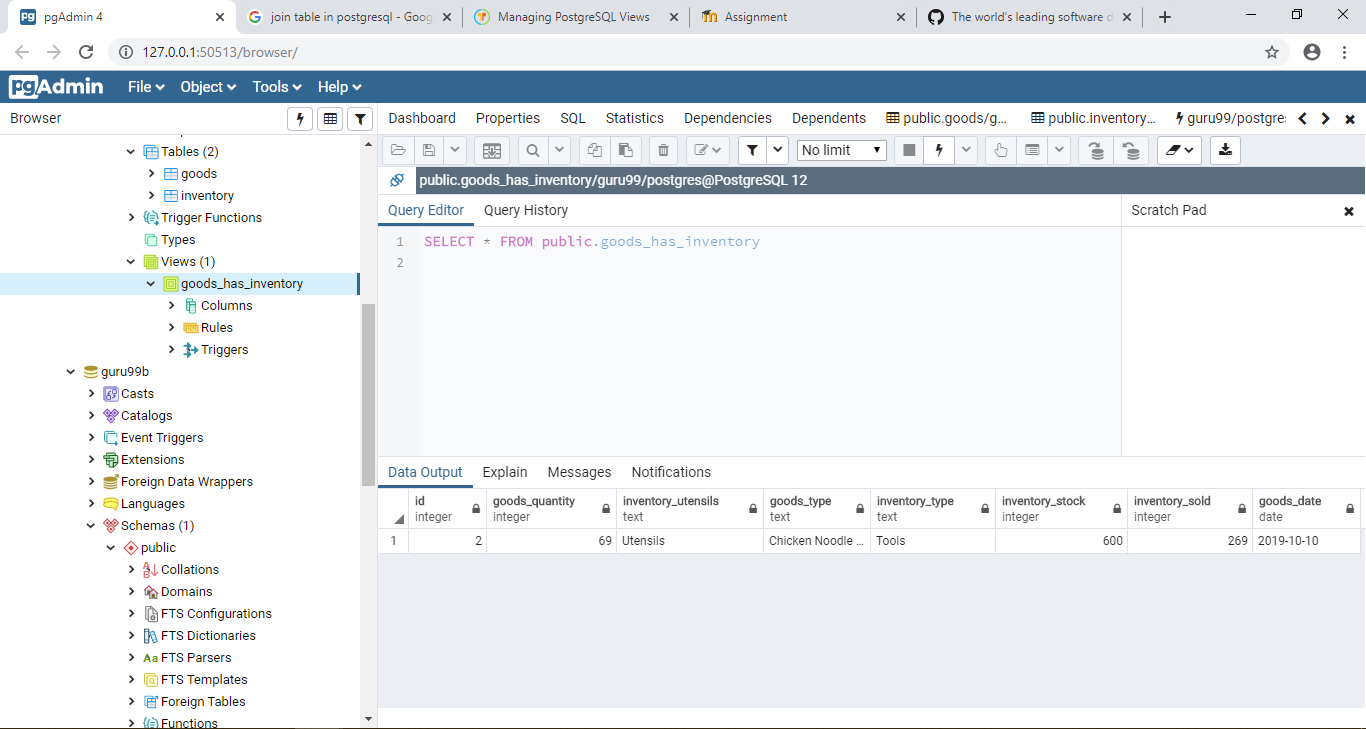 pgAdmin 4
join table in postgresql - Goog
Managing PostgreSQL Views
Assignment
The world's leading software d
127.0.0.1:50513/browser/
pgAdmin File Object Tools Help
Browser
Dashboard Properties SQL Statistics Dependencies Dependents public.goods/g... public.inventory... guru99/postgres
Tables (2)
goods
inventory
Trigger Functions
Types
Views (1)
goods_has_inventory
Columns
Rules
Triggers
guru99b
Casts
Catalogs
Event Triggers
Extensions
Foreign Data Wrappers
Languages
Schemas (1)
public
Collations
Domains
FTS Configurations
FTS Dictionaries
Aa FTS Parsers
FTS Templates
Foreign Tables
Functions
No limit
public.goods_has_inventory/guru99/postgres@PostgreSQL 12
Query Editor Query History
Scratch Pad
1 SELECT * FROM public.goods_has_inventory
2
Data Output Explain Messages Notifications
id goods_quantity inventory_utensils goods_type inventory_type inventory_stock inventory_sold goods_date
integer integer text text text integer integer date
1 2 69 Utensils Chicken Noodle ... Tools 600 269 2019-10-10